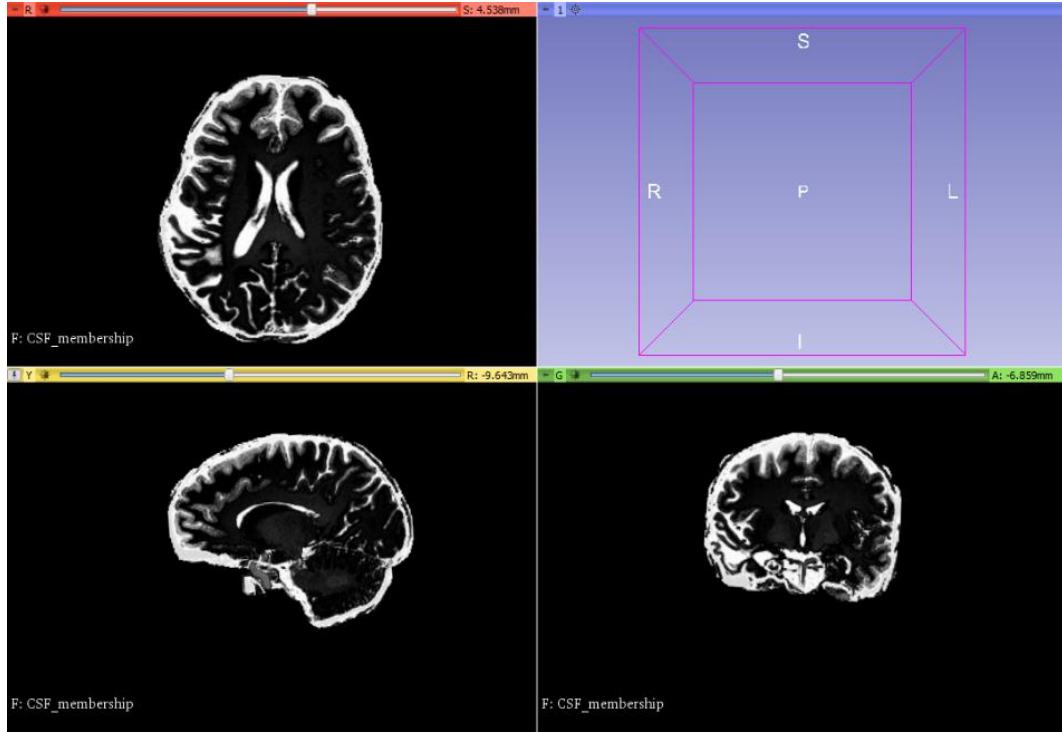 R S: 4.538mm
1
F: CSF_membership
S
R P L
I
Y R: -9.643mm
G A: -6.859mm
F: CSF_membership
F: CSF_membership